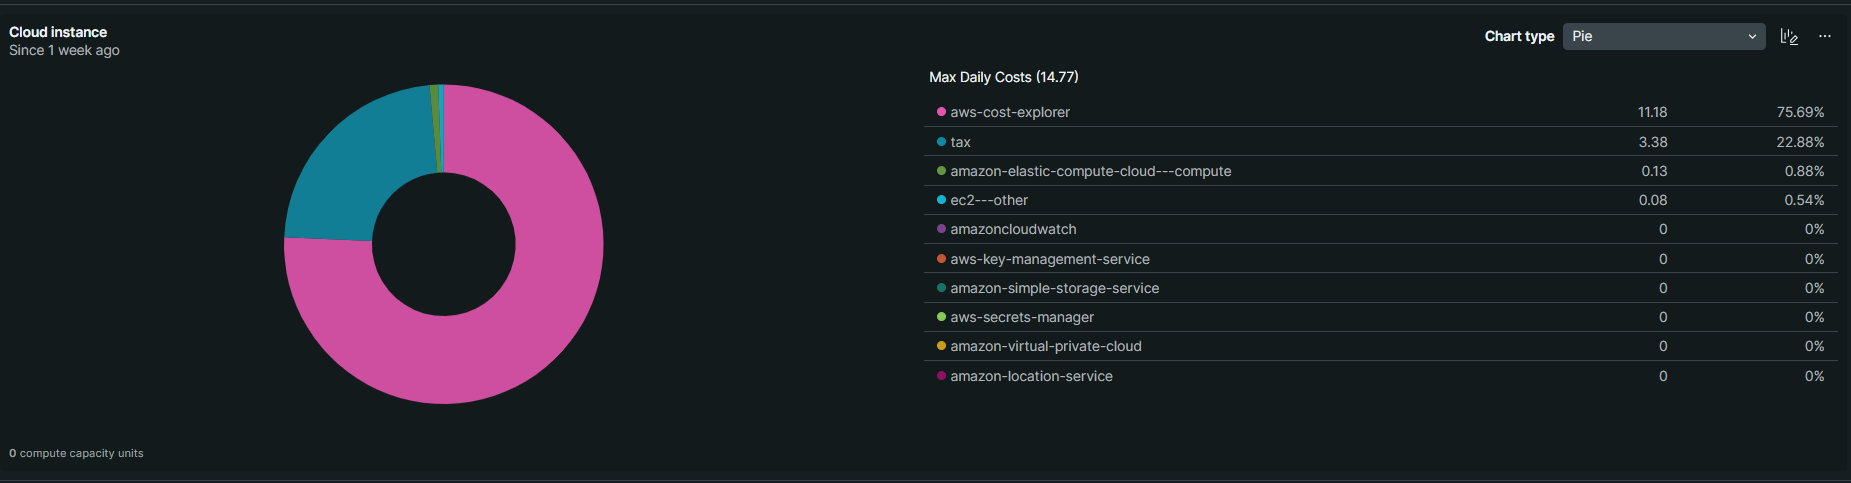 Cloud instance
Since 1 week ago
Chart type Pie
Max Daily Costs (14.77)
aws-cost-explorer 11.18 75.69%
tax 3.38 22.88%
amazon-elastic-compute-cloud---compute 0.13 0.88%
ec2---other 0.08 0.54%
amazoncloudwatch 0 0%
aws-key-management-service 0 0%
amazon-simple-storage-service 0 0%
aws-secrets-manager 0 0%
amazon-virtual-private-cloud 0 0%
amazon-location-service 0 0%
0 compute capacity units